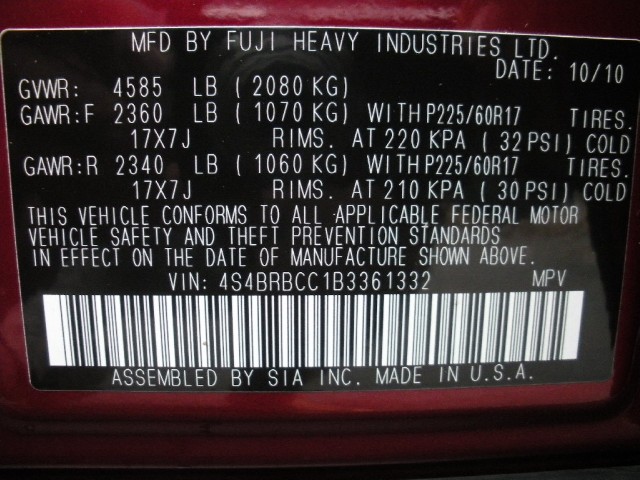 MFD BY FUJI HEAVY INDUSTRIES LTD.
DATE: 10/10
GVWR: 4585 LB (2080 KG)
GAWR:F 2360 LB (1070 KG) WITH P225/60R17 TIRES.
17X7J RIMS. AT 220 KPA (32 PSI) COLD
GAWR:R 2340 LB (1060 KG) WITH P225/60R17 TIRES.
17X7J RIMS. AT 210 KPA (30 PSI) COLD
THIS VEHICLE CONFORMS TO ALL APPLICABLE FEDERAL MOTOR
VEHICLE SAFETY AND THEFT PREVENTION STANDARDS
IN EFFECT ON THE DATE OF MANUFACTURE SHOWN ABOVE.
VIN: 4S4BRBCC1B3361332 MPV
ASSEMBLED BY SIA INC. MADE IN U.S.A.